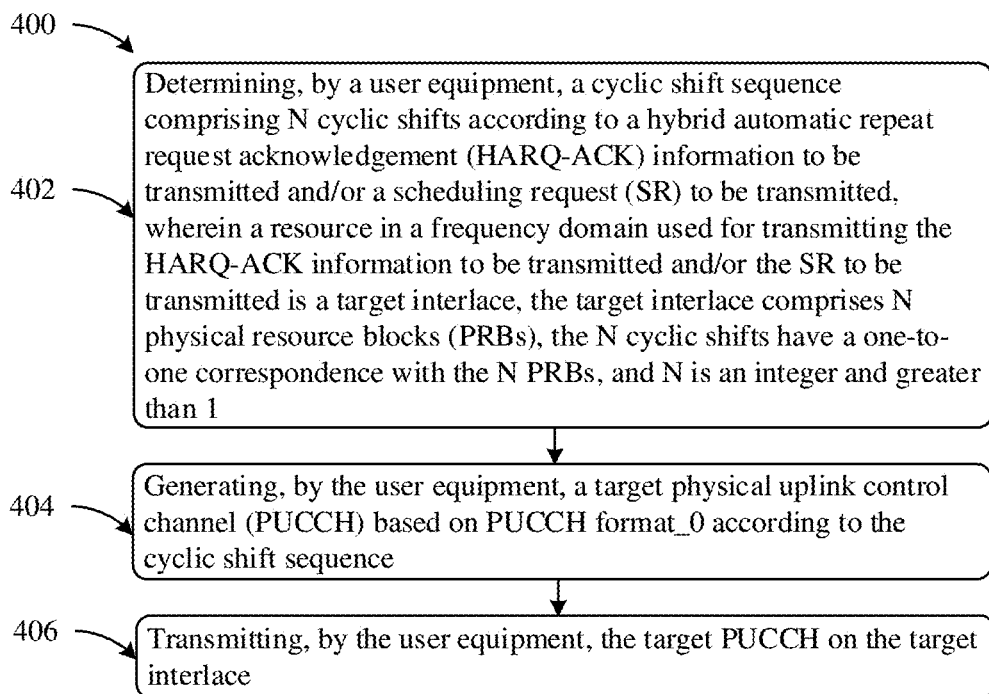 400
Determining, by a user equipment, a cyclic shift sequence
comprising N cyclic shifts according to a hybrid automatic repeat
request acknowledgement (HARQ-ACK) information to be
402
transmitted and/or a scheduling request (SR) to be transmitted,
wherein a resource in a frequency domain used for transmitting the
HARQ-ACK information to be transmitted and/or the SR to be
transmitted is a target interlace, the target interlace comprises N
physical resource blocks (PRBs), the N cyclic shifts have a one-to-
one correspondence with the N PRBs, and N is an integer and greater
than 1
404
Generating, by the user equipment, a target physical uplink control
channel (PUCCH) based on PUCCH format_0 according to the
cyclic shift sequence
406
Transmitting, by the user equipment, the target PUCCH on the target
interlace